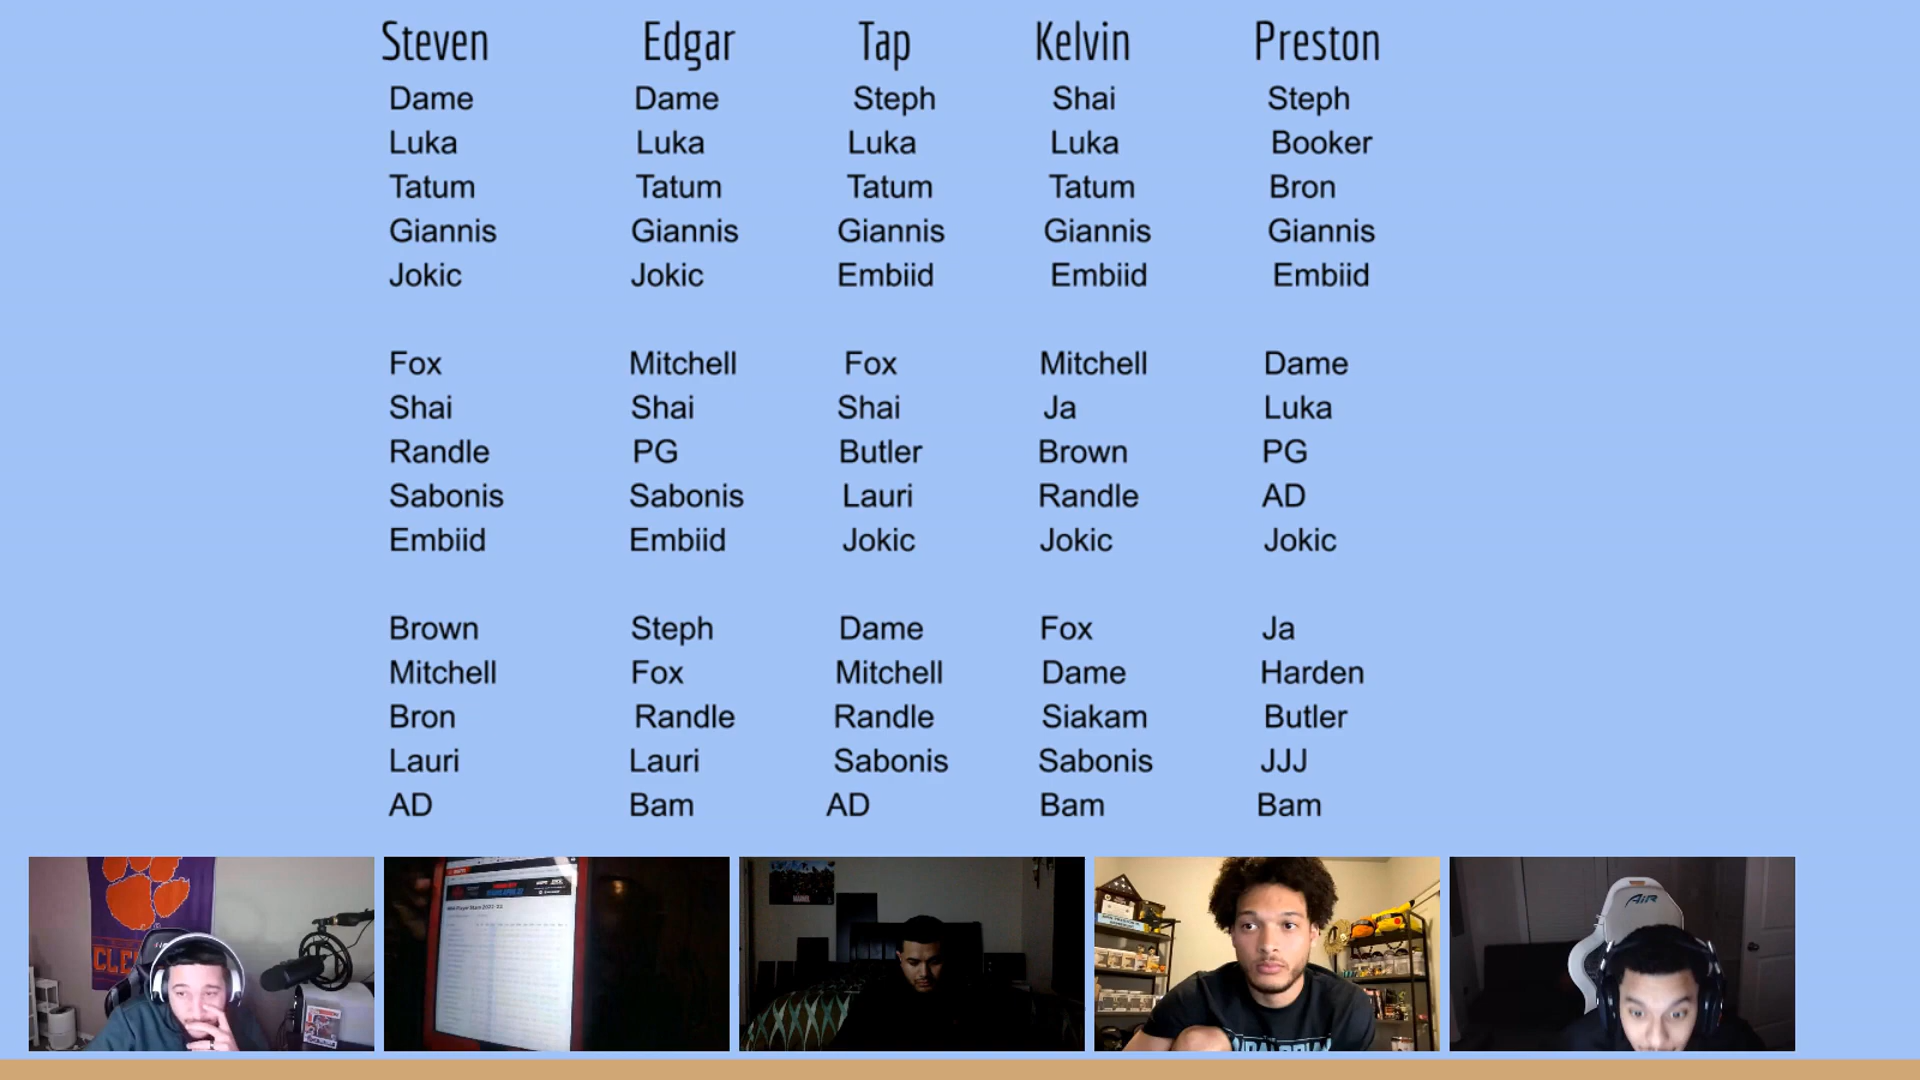 Steven Edgar Tap Kelvin Preston
Dame Dame Steph Shai Steph
Luka Luka Luka Luka Booker
Tatum Tatum Tatum Tatum Bron
Giannis Giannis Giannis Giannis Giannis
Jokic Jokic Embiid Embiid Embiid
Fox Mitchell Fox Mitchell Dame
Shai Shai Shai Ja Luka
Randle PG Butler Brown PG
Sabonis Sabonis Lauri Randle AD
Embiid Embiid Jokic Jokic Jokic
Brown Steph Dame Fox Ja
Mitchell Fox Mitchell Dame Harden
Bron Randle Randle Siakam Butler
Lauri Lauri Sabonis Sabonis JJJ
AD Bam AD Bam Bam
MARVEL
AIR
CLE